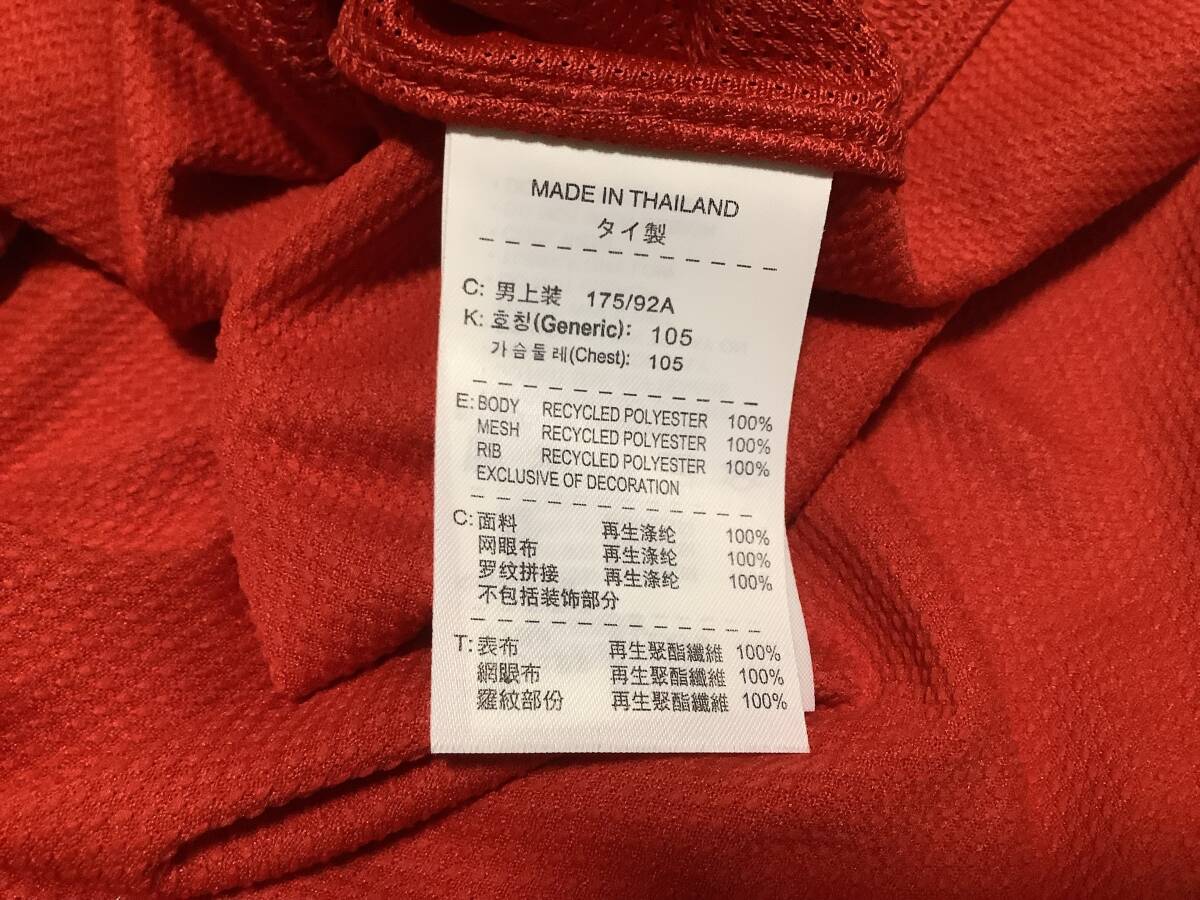 MADE IN THAILAND
タイ製
C: 男上装 175/92A
K: 호칭(Generic): 105
가슴둘레(Chest): 105
E: BODY RECYCLED POLYESTER 100%
MESH RECYCLED POLYESTER 100%
RIB RECYCLED POLYESTER 100%
EXCLUSIVE OF DECORATION
C: 面料 再生涤纶 100%
网眼布 再生涤纶 100%
罗纹拼接 再生涤纶 100%
不包括装饰部分
T: 表布 再生聚酯纖維 100%
網眼布 再生聚酯纖維 100%
羅紋部份 再生聚酯纖維 100%